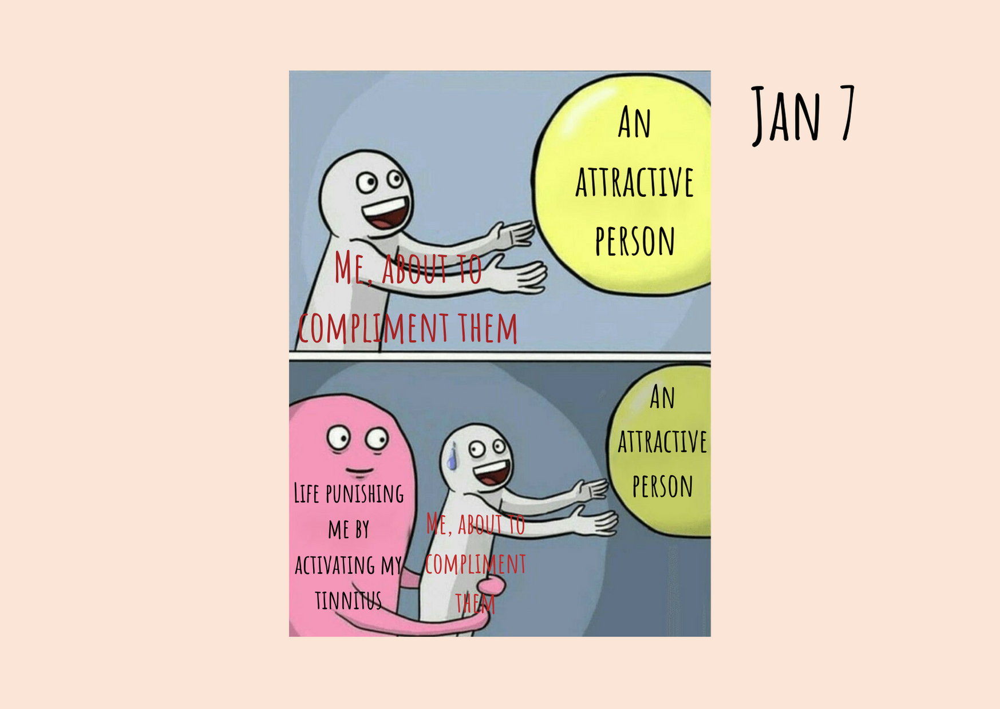 Jan 7
An
attractive
person
Me, about to
compliment them
An
attractive
person
Life punishing
me by
activating my
tinnitus
Me, about to
compliment
them